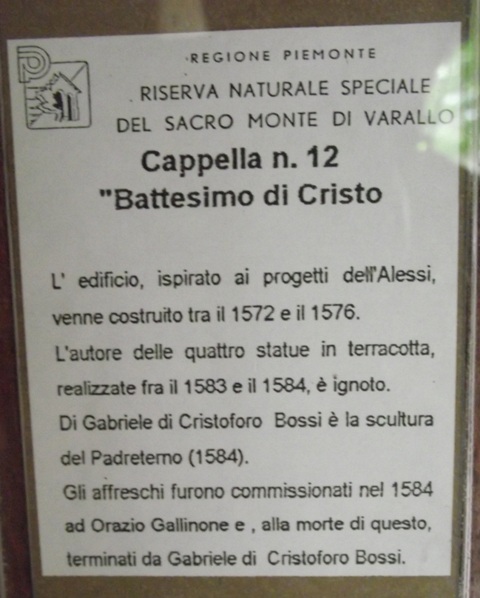 REGIONE PIEMONTE
RISERVA NATURALE SPECIALE
DEL SACRO MONTE DI VARALLO
Cappella n. 12
"Battesimo di Cristo
L' edificio, ispirato ai progetti dell'Alessi,
venne costruito tra il 1572 e il 1576.
L'autore delle quattro statue in terracotta,
realizzate fra il 1583 e il 1584, è ignoto.
Di Gabriele di Cristoforo Bossi è la scultura
del Padreterno (1584).
Gli affreschi furono commissionati nel 1584
ad Orazio Gallinone e , alla morte di questo,
terminati da Gabriele di Cristoforo Bossi.